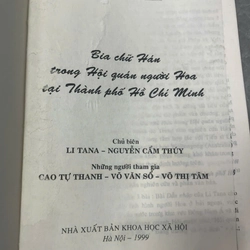 Bia chữ Hán
trong Hội quán người Hoa
tại Thành phố Hồ Chí Minh
Chủ biên
LI TANA – NGUYỄN CẨM THÚY
Những người tham gia
CAO TỰ THANH – VÕ VĂN SỔ – VÕ THỊ TÂM
NHÀ XUẤT BẢN KHOA HỌC XÃ HỘI
Hà Nội – 1999